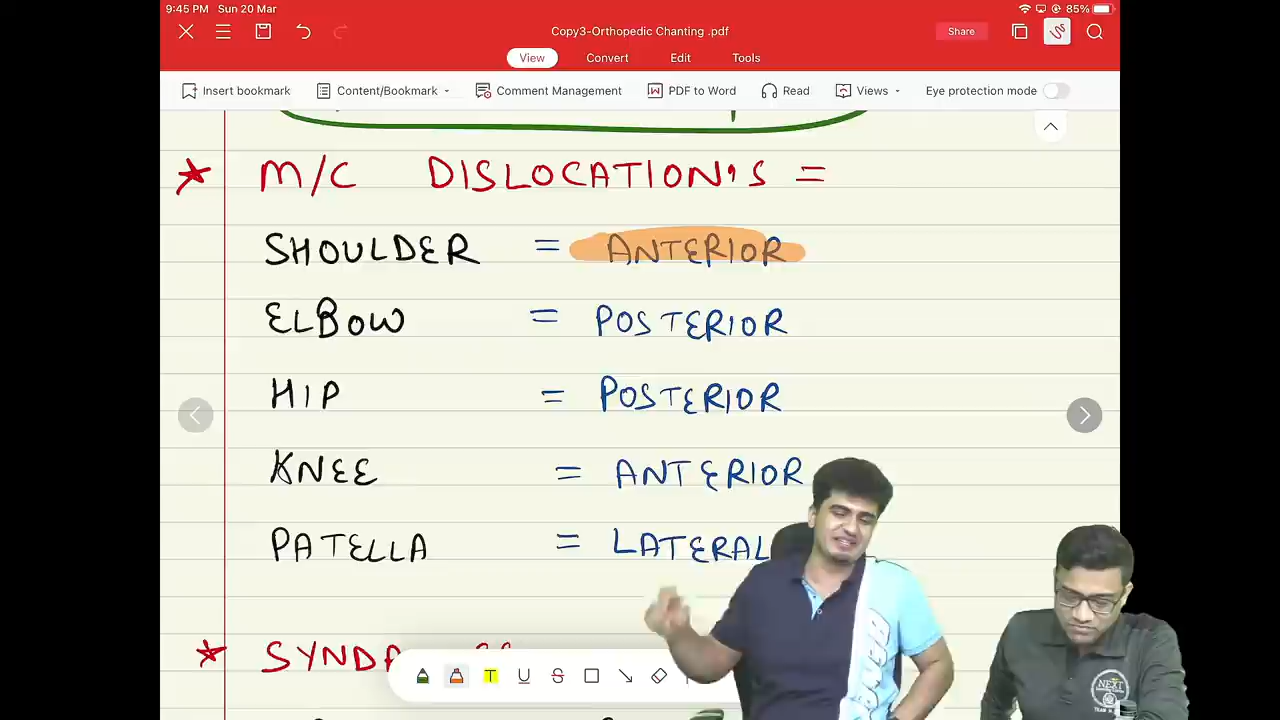 9:45 PM Sun 20 Mar 85%
Copy3-Orthopedic Chanting .pdf
Share
View Convert Edit Tools
Insert bookmark Content/Bookmark Comment Management PDF to Word Read Views Eye protection mode
M/C DISLOCATION'S =
SHOULDER = ANTERIOR
ELBOW = POSTERIOR
HIP = POSTERIOR
KNEE = ANTERIOR
PATELLA = LATERAL
T U S
NEXT